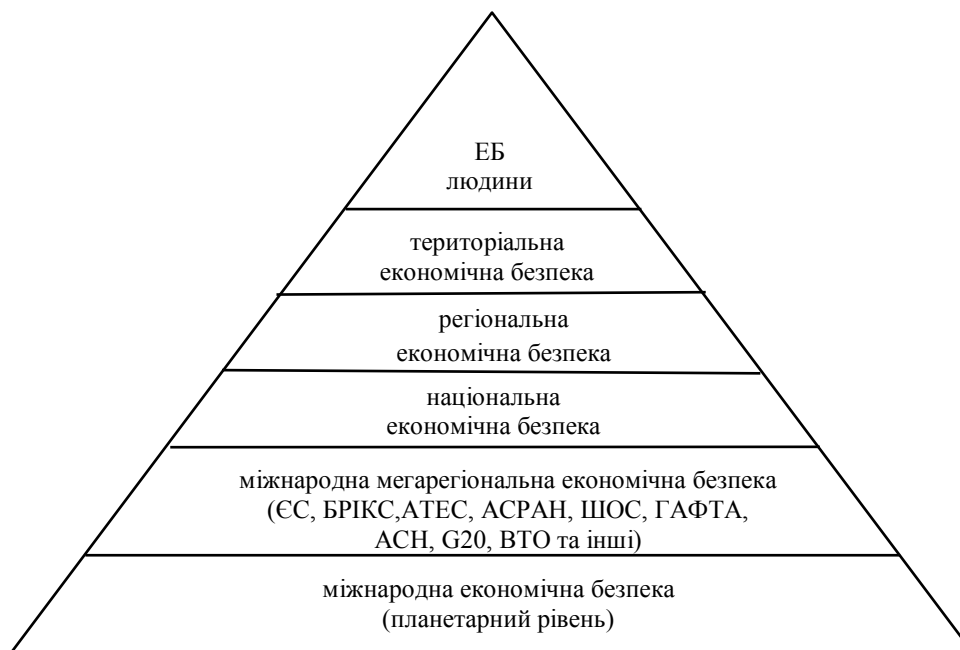 ЕБ
людини
територіальна
економічна безпека
регіональна
економічна безпека
національна
економічна безпека
міжнародна мегарегіональна економічна безпека
(ЄС, БРІКС,АТЕС, АСРАН, ШОС, ГАФТА,
АСН, G20, ВТО та інші)
міжнародна економічна безпека
(планетарний рівень)